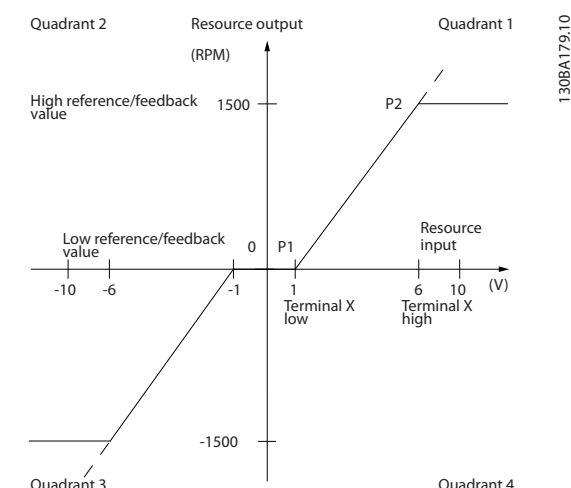 Quadrant 2
Resource output
Quadrant 1
(RPM)
130BA179.10
High reference/feedback
value
1500
P2
Low reference/feedback
value
0
P1
Resource
input
-10
-6
-1
1
6
10
(V)
Terminal X
low
Terminal X
high
-1500
Quadrant 3
Quadrant 4